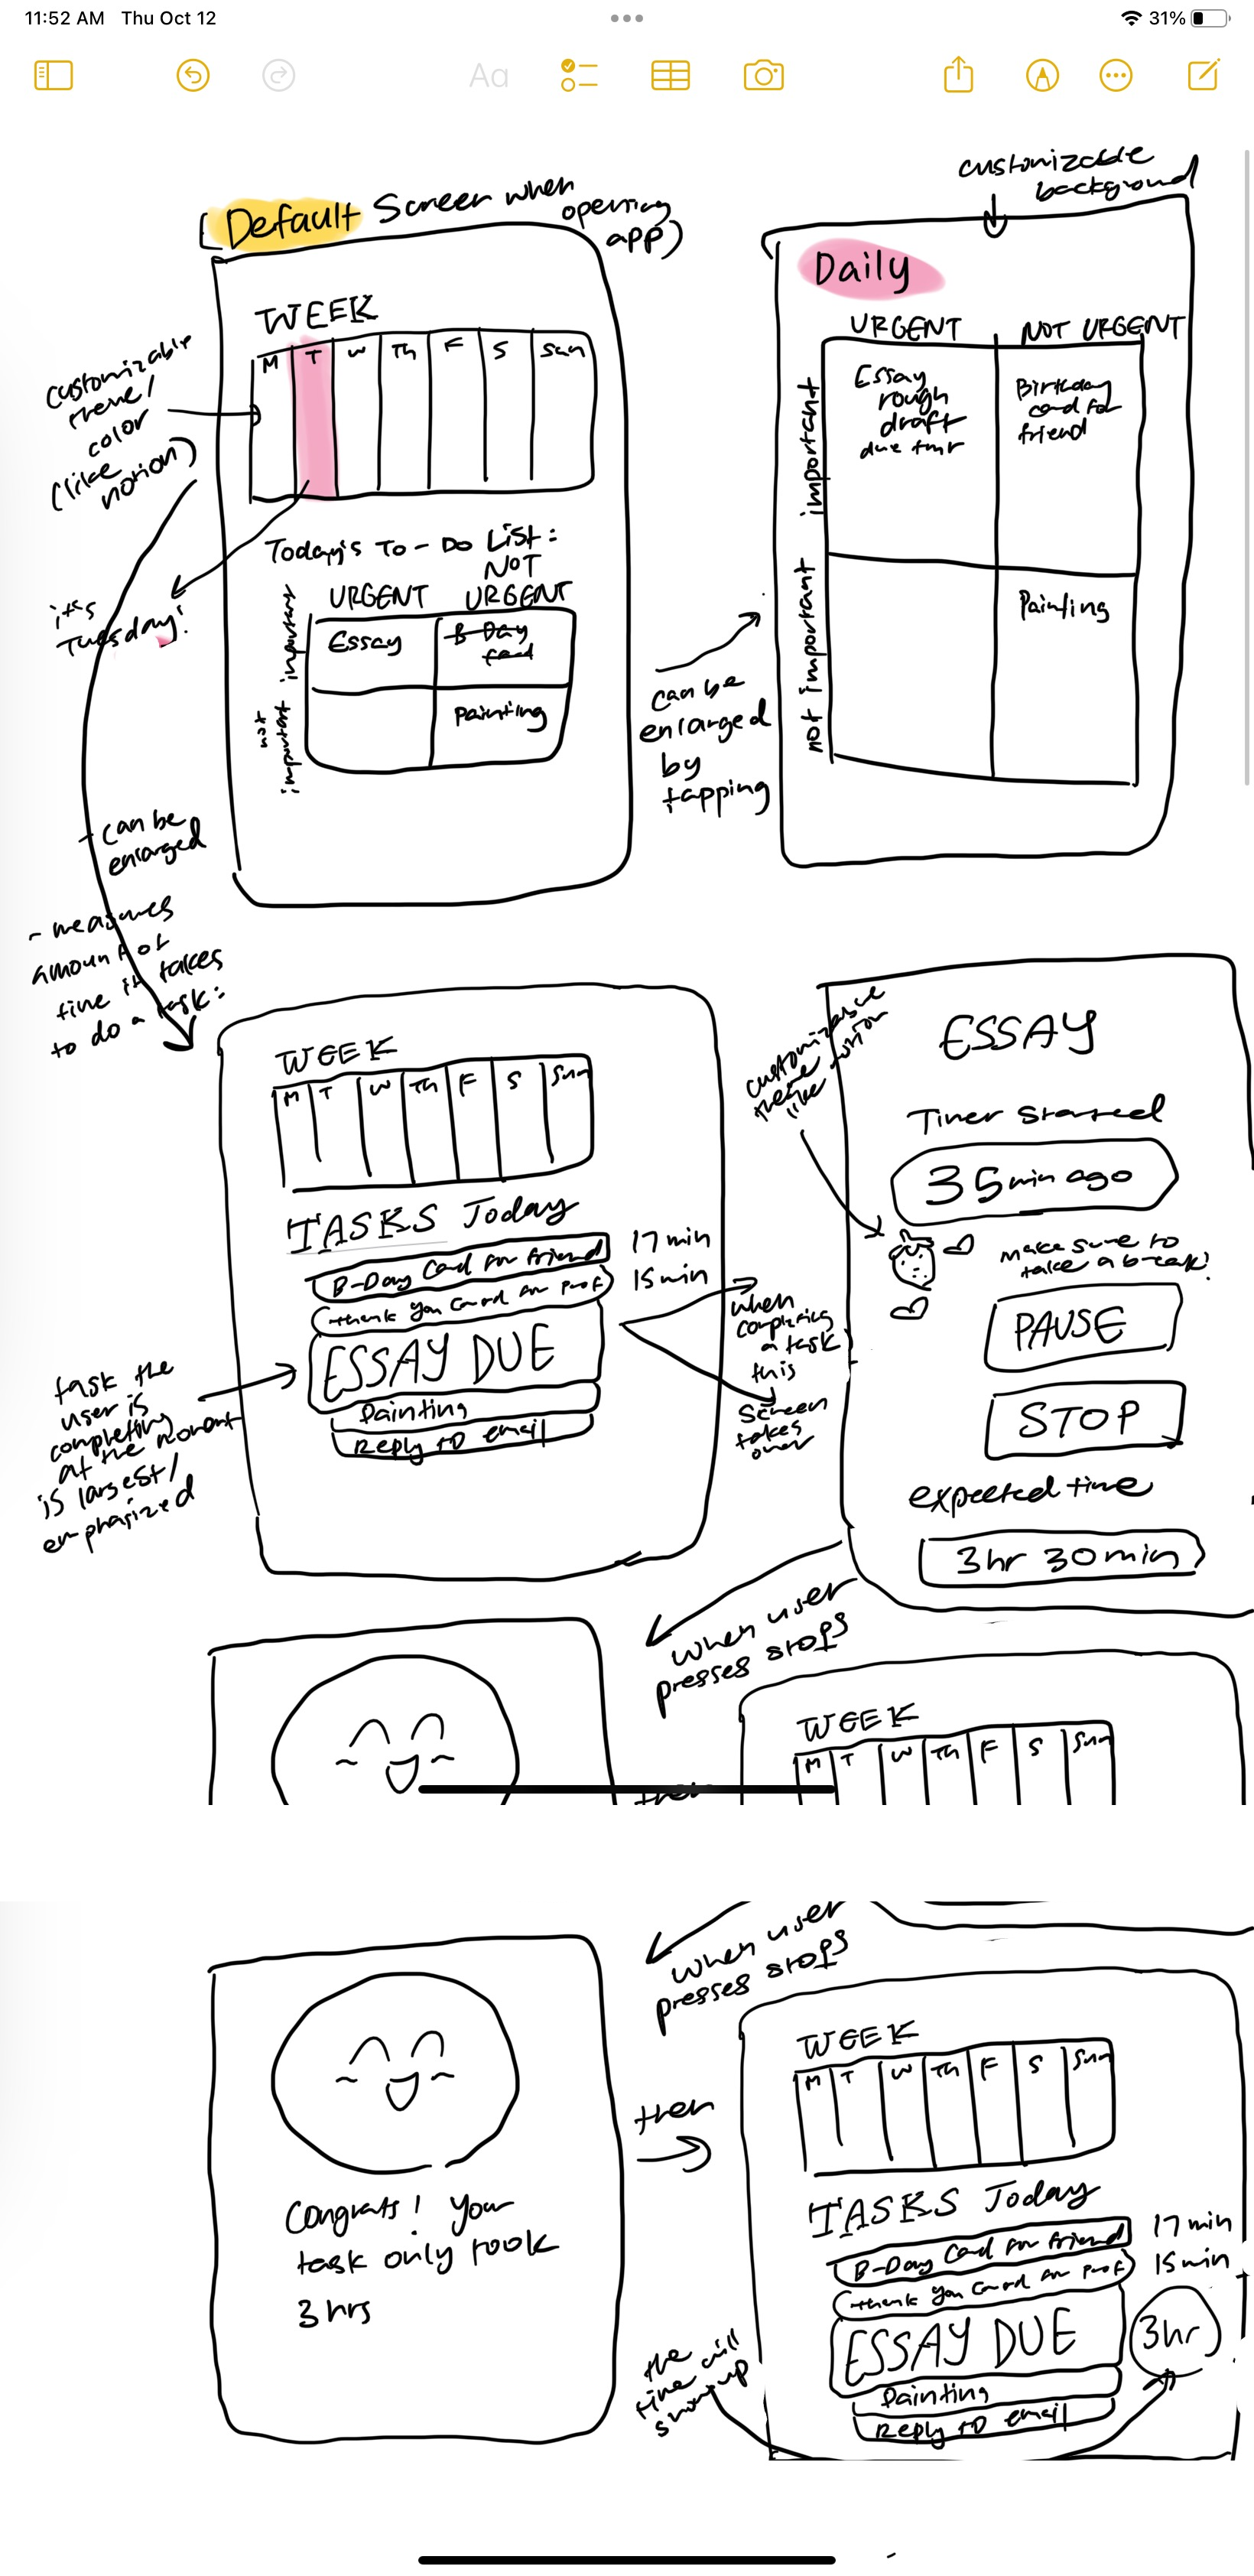 11:52 AM Thu Oct 12
31%
Aa
customizable
background
(Default Screen when
opening
app)
Daily
WEEK
M T W Th F S Sun
URGENT NOT URGENT
customizable
theme/
color
(like
notion)
Essay
rough
draft
due tmr
Birthday
card for
friend
important
Today's To-Do List:
NOT
URGENT URGENT
it's
Tuesday!
important
Essay
B-Day
card
not important
Painting
can be
enlarged
by
tapping
Painting
not
important
- can be
enlarged
- measures
amount of
time it takes
to do a task:
customizable
theme
like notion
ESSAY
Timer Started
35 min ago
WEEK
M T W Th F S Sun
TASKS Today
B-Day Card for friend 17 min
thank you card for prof 15 min
ESSAY DUE
Painting
Reply to email
make sure to
take a break!
when
completing
a task
this
screen
takes
over
PAUSE
STOP
task the
user is
completing
at the moment
is largest/
emphasized
expected time
3hr 30min
when user
presses stops
WEEK
M T W Th F S Sun
then
when user
presses stops
WEEK
M T W Th F S Sun
then
Congrats! Your
task only took
3 hrs
TASKS Today
B-Day Card for friend 17 min
thank you card for prof 15 min
ESSAY DUE 3hr
Painting
Reply to email
the
time will
show up